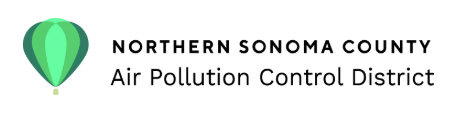 NORTHERN SONOMA COUNTY
Air Pollution Control District